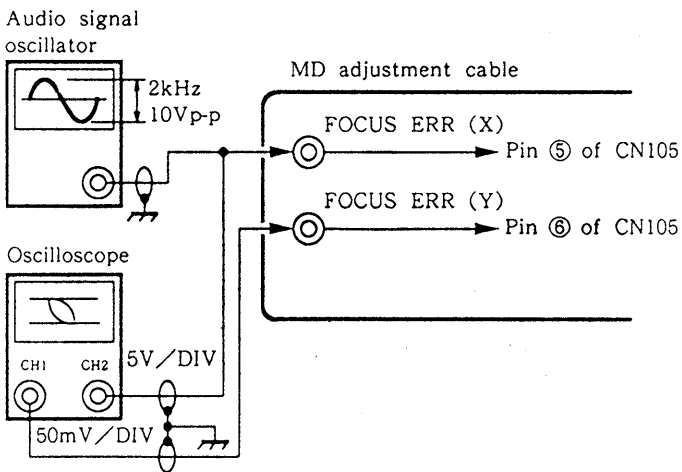 Audio signal
oscillator
2kHz
10Vp-p
MD adjustment cable
FOCUS ERR (X)
Pin ⑤ of CN105
FOCUS ERR (Y)
Pin ⑥ of CN105
Oscilloscope
CH1 CH2
5V/DIV
50mV/DIV